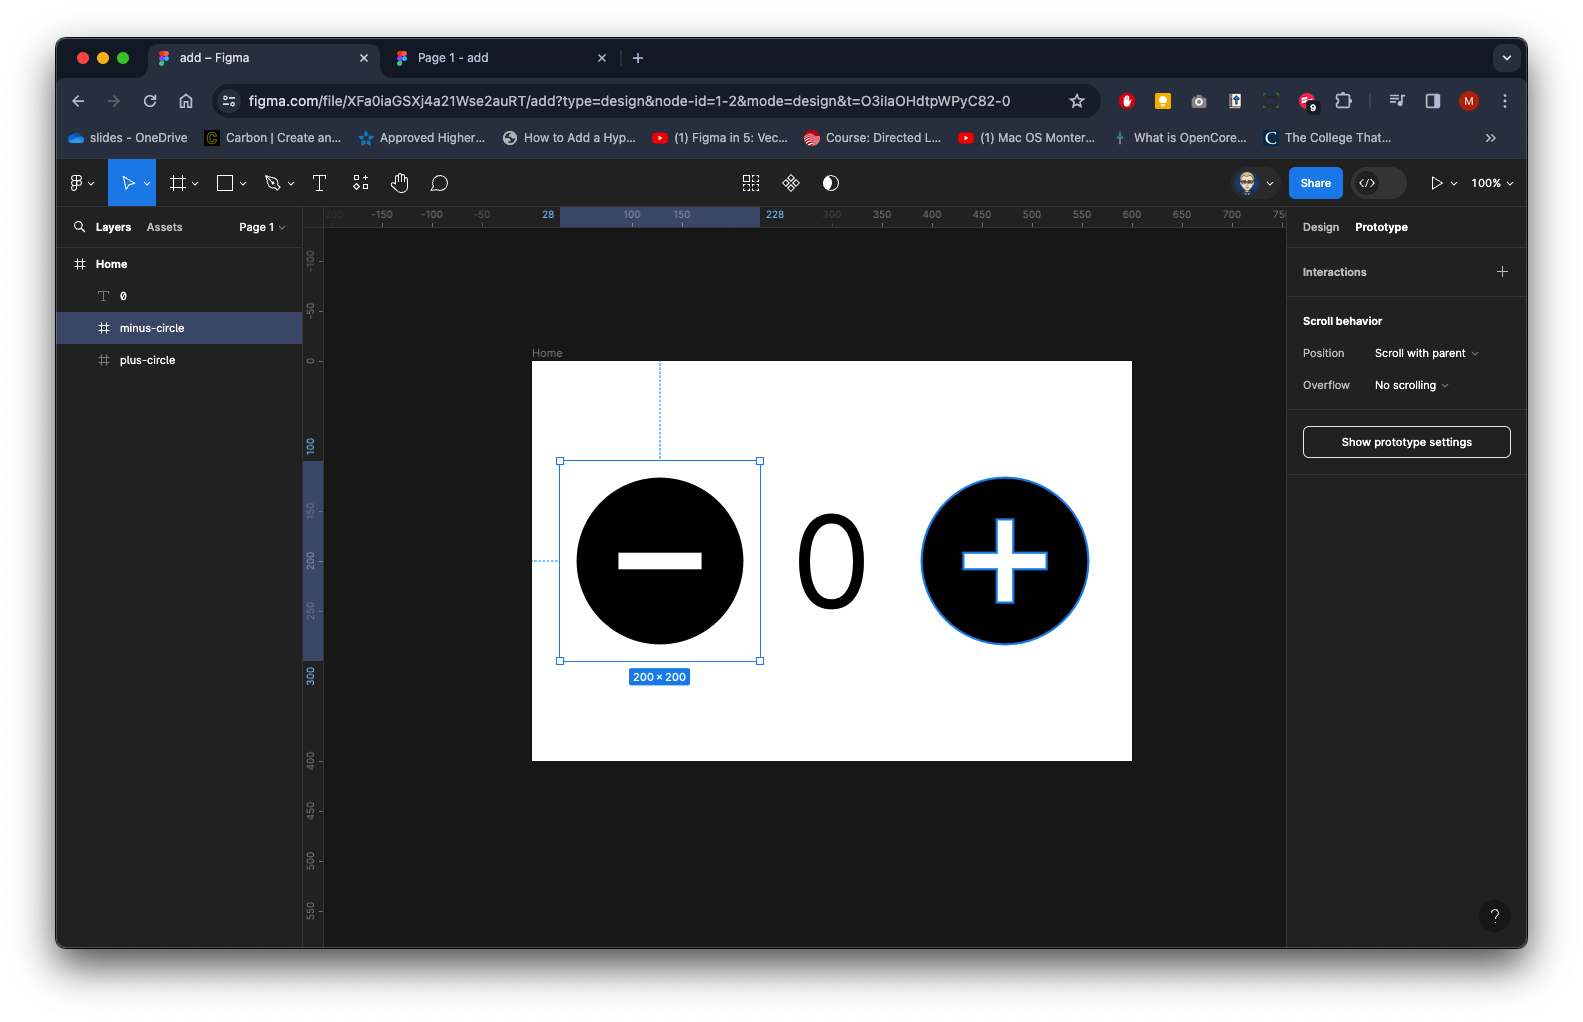 add – Figma
Page 1 - add
figma.com/file/XFa0iaGSXj4a21Wse2auRT/add?type=design&node-id=1-2&mode=design&t=O3ilaOHdtpWPyC82-0
9
M
slides - OneDrive
Carbon | Create an...
Approved Higher...
How to Add a Hyp...
(1) Figma in 5: Vec...
Course: Directed L...
(1) Mac OS Monter...
What is OpenCore...
The College That...
Share
100%
Layers
Assets
Page 1
-200 -150 -100 -50 28 100 150 228 300 350 400 450 500 550 600 650 700
Design
Prototype
Home
0
minus-circle
plus-circle
-100
-50
0
100
150
200
250
300
400
450
500
550
Home
0
200 × 200
Interactions
Scroll behavior
Position Scroll with parent
Overflow No scrolling
Show prototype settings
?